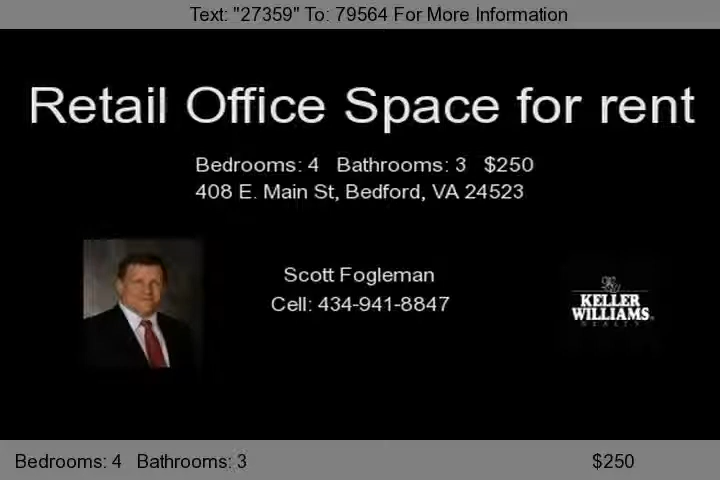 Text: "27359" To: 79564 For More Information
Retail Office Space for rent
Bedrooms: 4 Bathrooms: 3 $250
408 E. Main St, Bedford, VA 24523
Scott Fogleman
Cell: 434-941-8847
KELLER
WILLIAMS
REALTY
Bedrooms: 4 Bathrooms: 3 $250